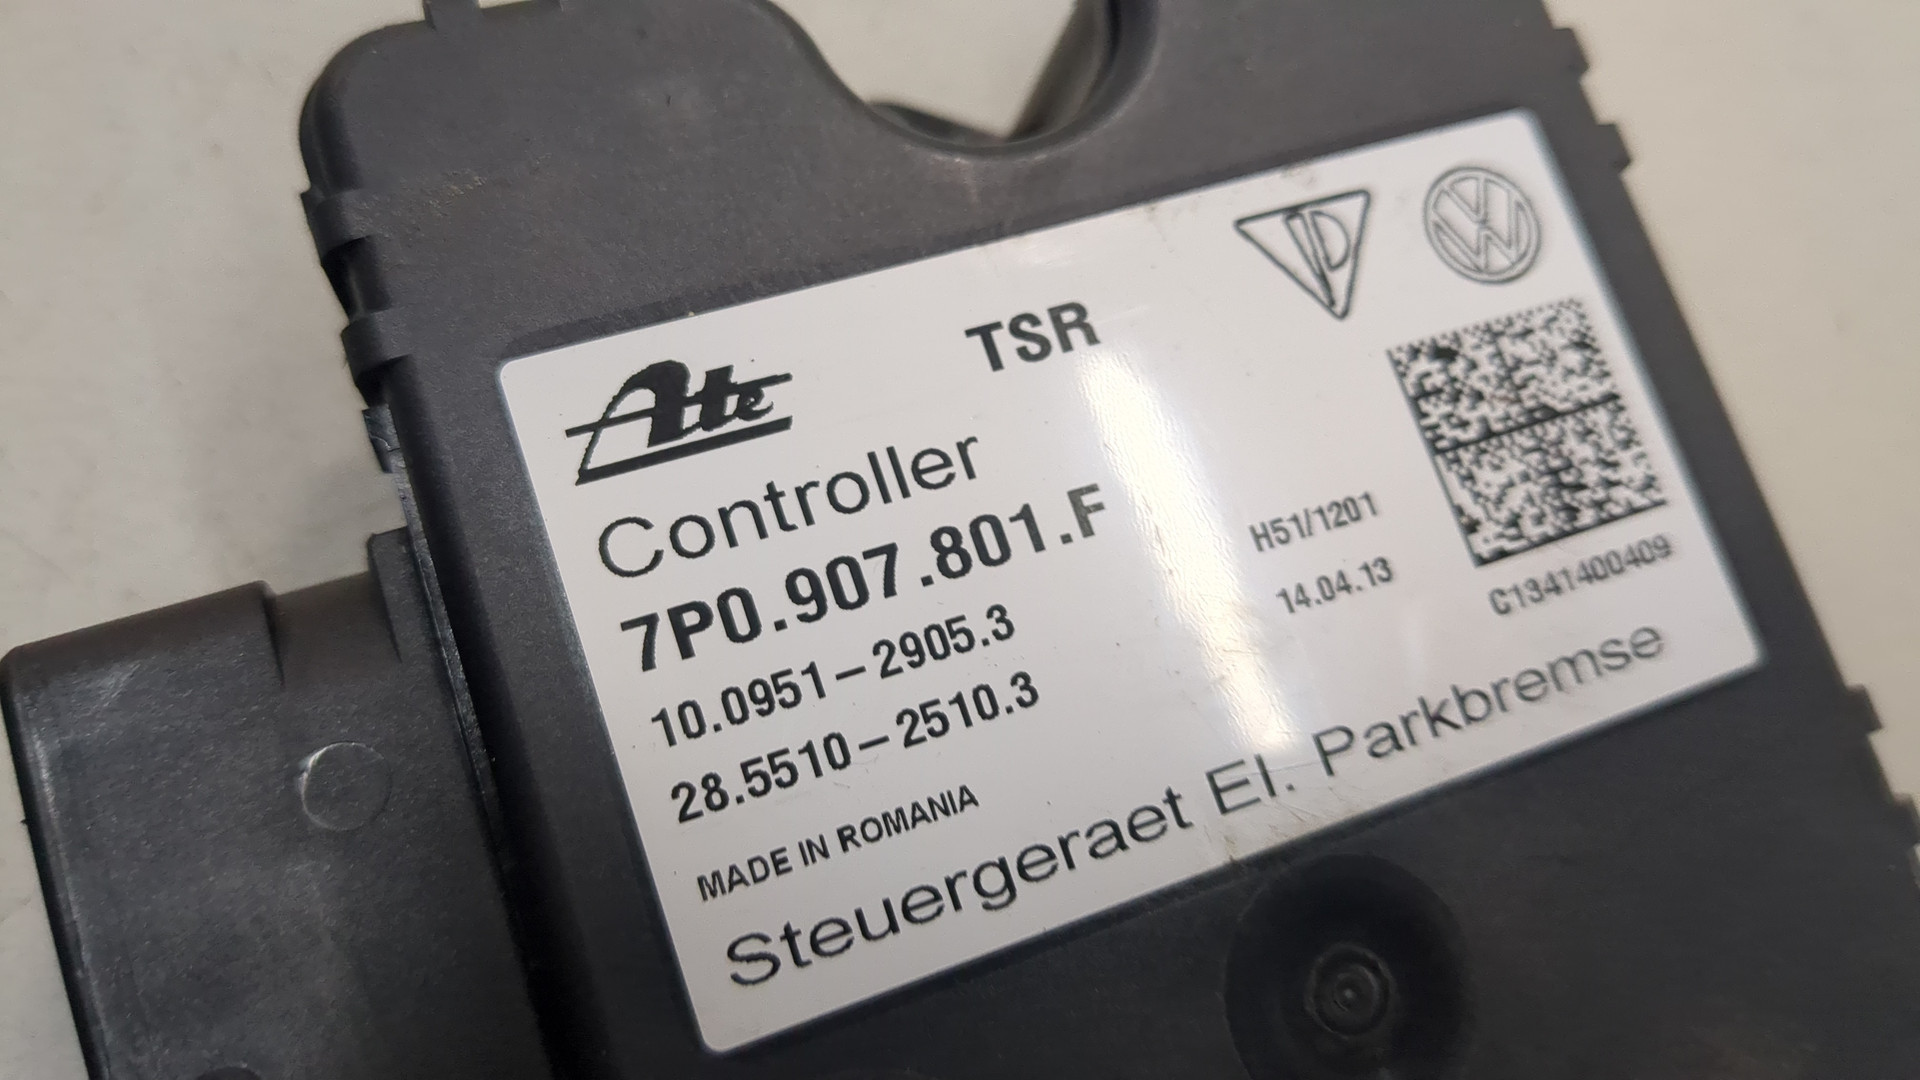 Ate
TSR
Controller
7P0.907.801.F
10.0951-2905.3
28.5510-2510.3
MADE IN ROMANIA
H51/1201
14.04.13
C1341400409
Steuergeraet El. Parkbremse